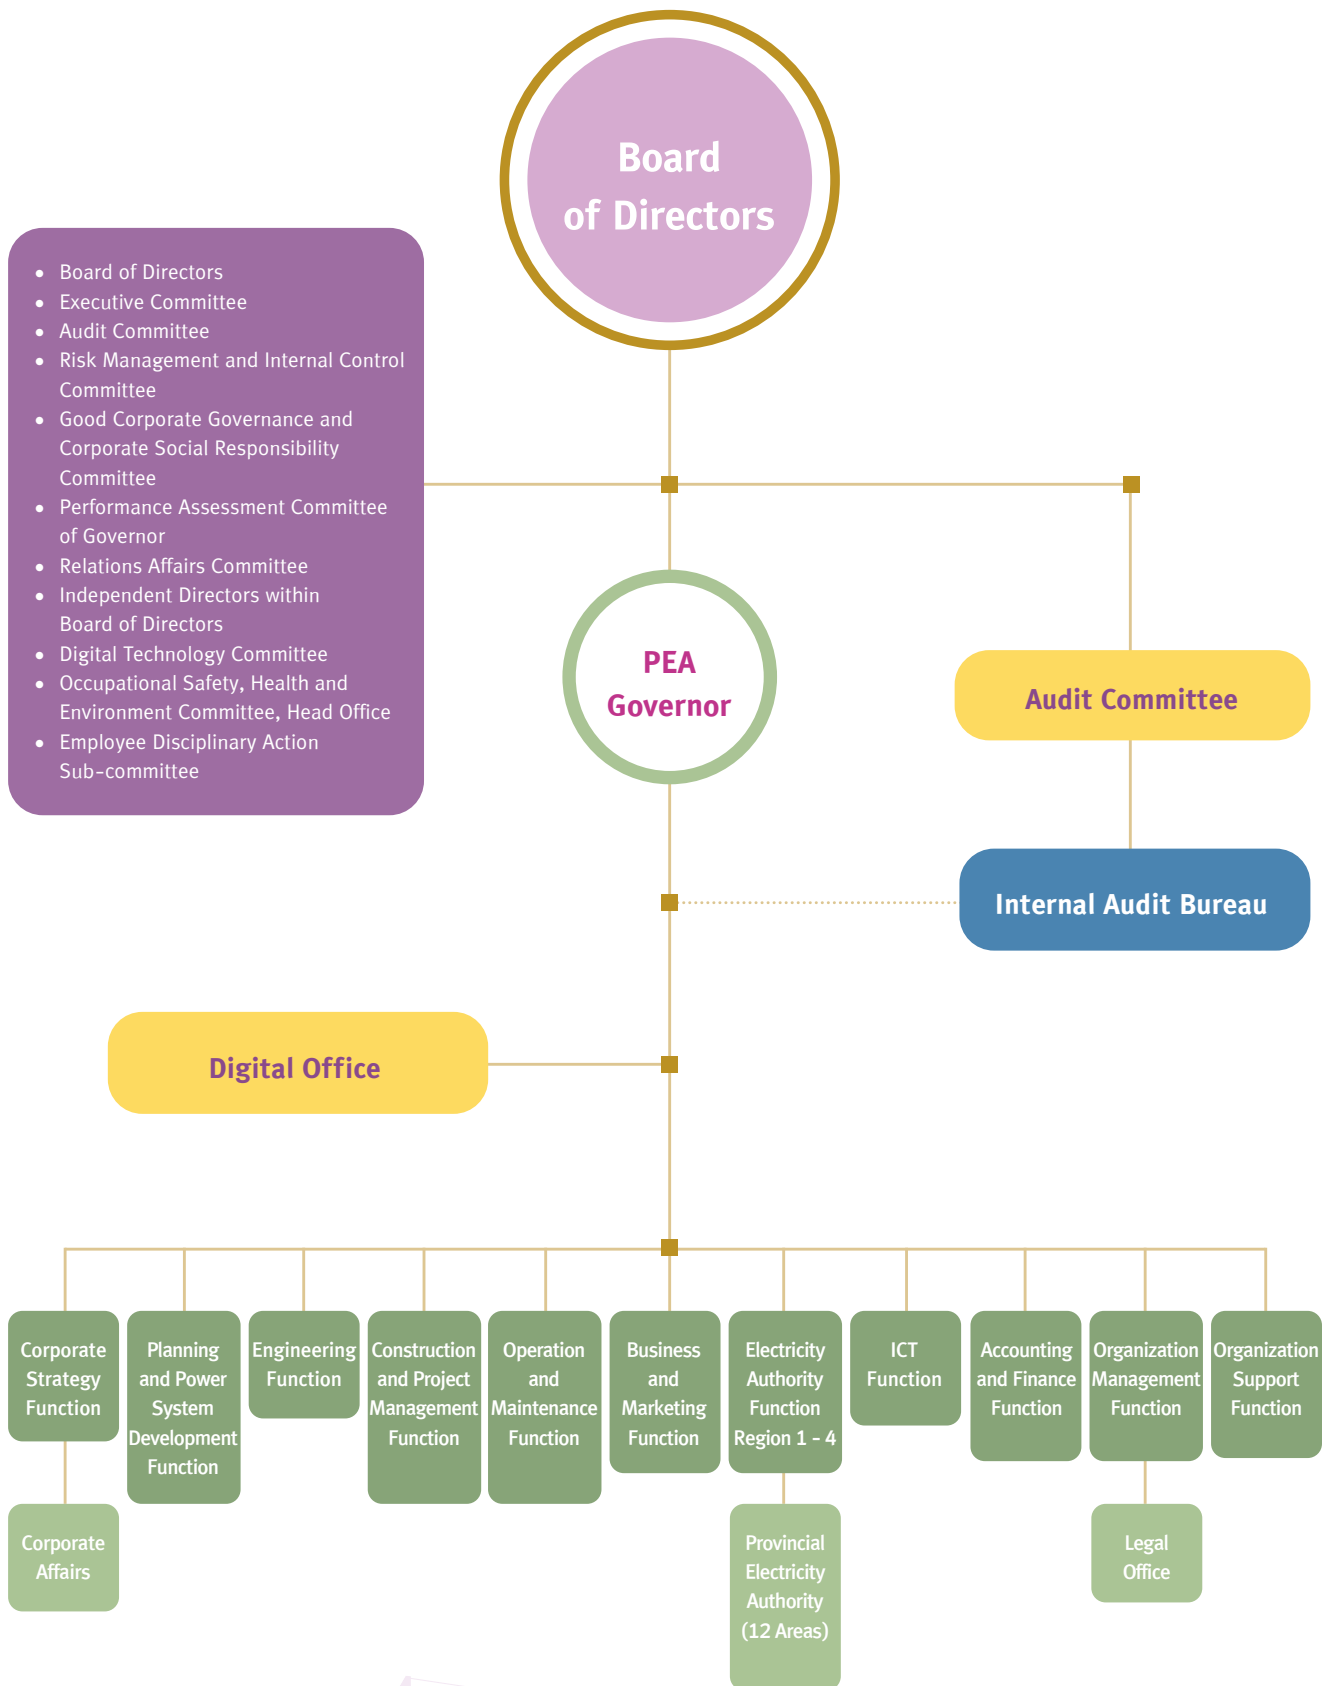 Board
of Directors
• Board of Directors
• Executive Committee
• Audit Committee
• Risk Management and Internal Control
Committee
• Good Corporate Governance and
Corporate Social Responsibility
Committee
• Performance Assessment Committee
of Governor
• Relations Affairs Committee
• Independent Directors within
Board of Directors
• Digital Technology Committee
• Occupational Safety, Health and
Environment Committee, Head Office
• Employee Disciplinary Action
Sub-committee
PEA
Governor
Audit Committee
Internal Audit Bureau
Digital Office
Corporate
Strategy
Function
Planning
and Power
System
Development
Function
Engineering
Function
Construction
and Project
Management
Function
Operation
and
Maintenance
Function
Business
and
Marketing
Function
Electricity
Authority
Function
Region 1 - 4
ICT
Function
Accounting
and Finance
Function
Organization
Management
Function
Organization
Support
Function
Corporate
Affairs
Provincial
Electricity
Authority
(12 Areas)
Legal
Office